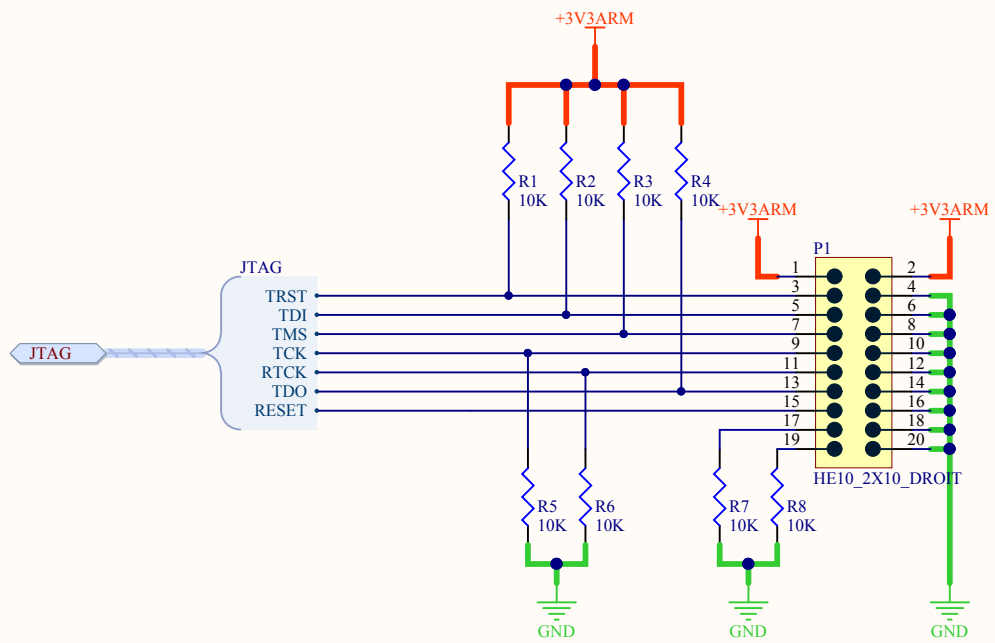 +3V3ARM
R1
10K
R2
10K
R3
10K
R4
10K
+3V3ARM
+3V3ARM
P1
JTAG
JTAG
TRST
TDI
TMS
TCK
RTCK
TDO
RESET
1
2
3
4
5
6
7
8
9
10
11
12
13
14
15
16
17
18
19
20
HE10_2X10_DROIT
R5
10K
R6
10K
R7
10K
R8
10K
GND
GND
GND